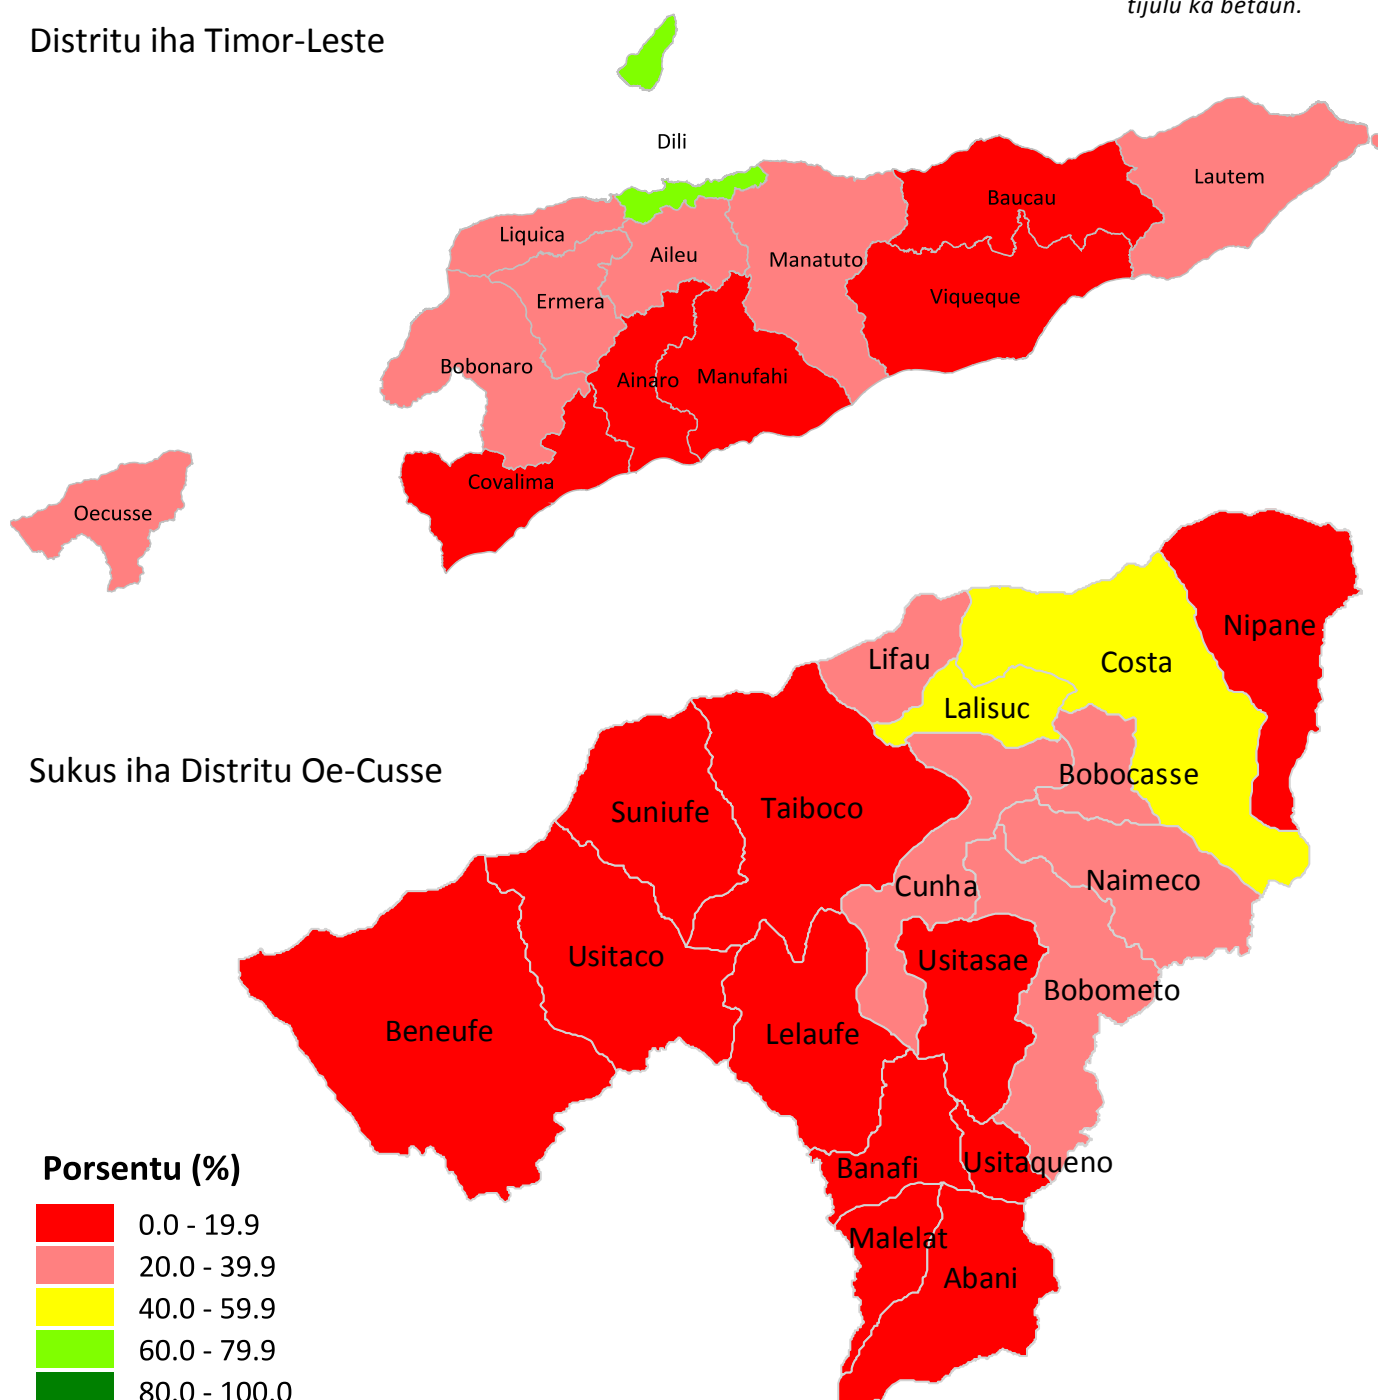 tijulu ka betaun.
Distritu iha Timor-Leste
Dili
Lautem
Baucau
Liquica
Aileu
Manatuto
Viqueque
Ermera
Bobonaro
Ainaro
Manufahi
Covalima
Oecusse
Nipane
Lifau
Costa
Lalisuc
Sukus iha Distritu Oe-Cusse
Bobocasse
Suniufe
Taiboco
Cunha
Naimeco
Usitaco
Usitasae
Bobometo
Beneufe
Lelaufe
Banafi
Usitaqueno
Malelat
Abani
Porsentu (%)
0.0 - 19.9
20.0 - 39.9
40.0 - 59.9
60.0 - 79.9
80.0 - 100.0